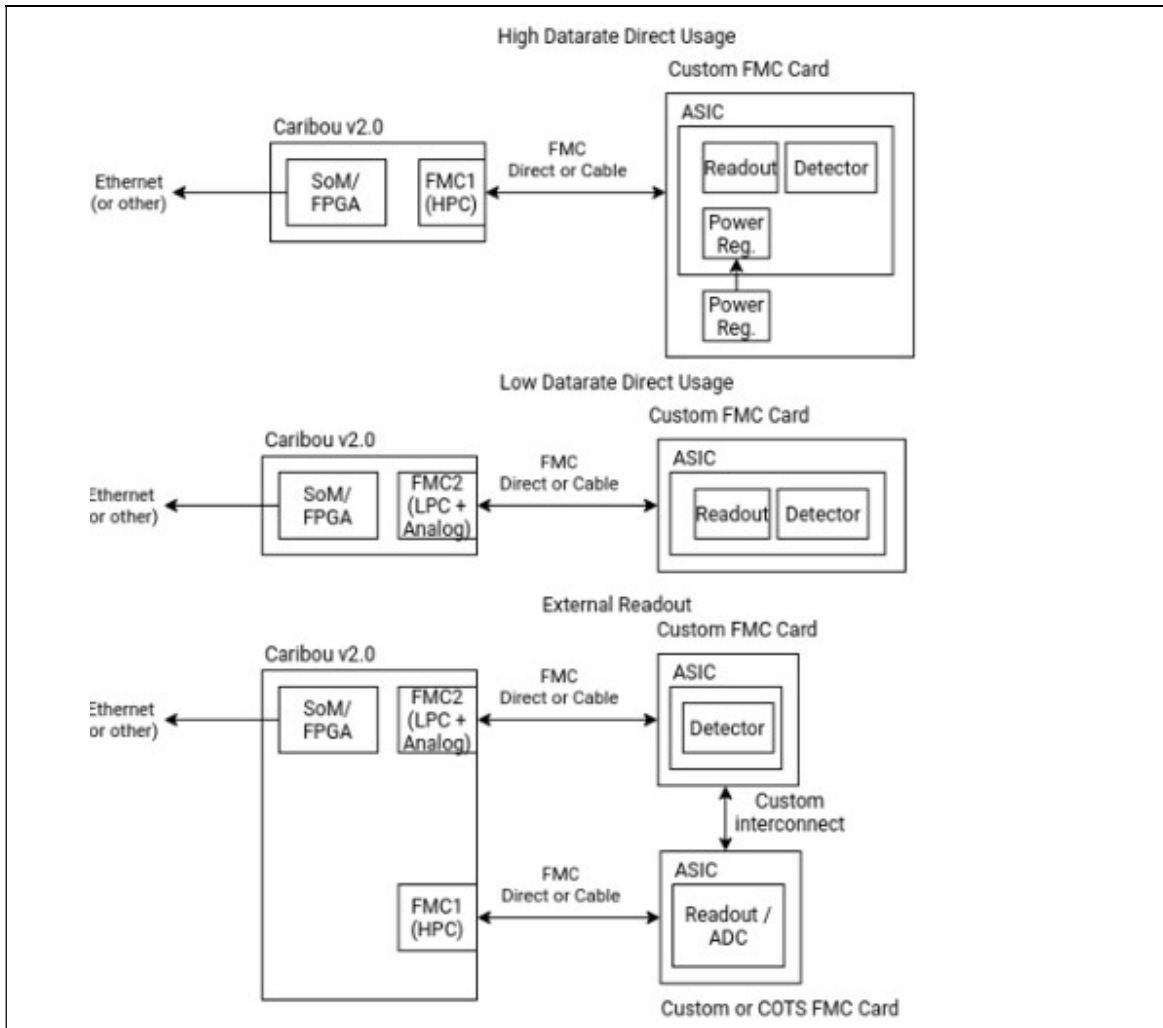 High Datarate Direct Usage
Custom FMC Card
ASIC
Caribou v2.0
FMC
Direct or Cable
Readout
Detector
Ethernet
(or other)
SoM/
FPGA
FMC1
(HPC)
Power
Reg.
Power
Reg.
Low Datarate Direct Usage
Custom FMC Card
Caribou v2.0
ASIC
FMC
Direct or Cable
Ethernet
(or other)
SoM/
FPGA
FMC2
(LPC +
Analog)
Readout
Detector
External Readout
Custom FMC Card
Caribou v2.0
ASIC
FMC
Direct or Cable
Ethernet
or other)
SoM/
FPGA
FMC2
(LPC +
Analog)
Detector
Custom
interconnect
ASIC
FMC
Direct or Cable
FMC1
(HPC)
Readout /
ADC
Custom or COTS FMC Card